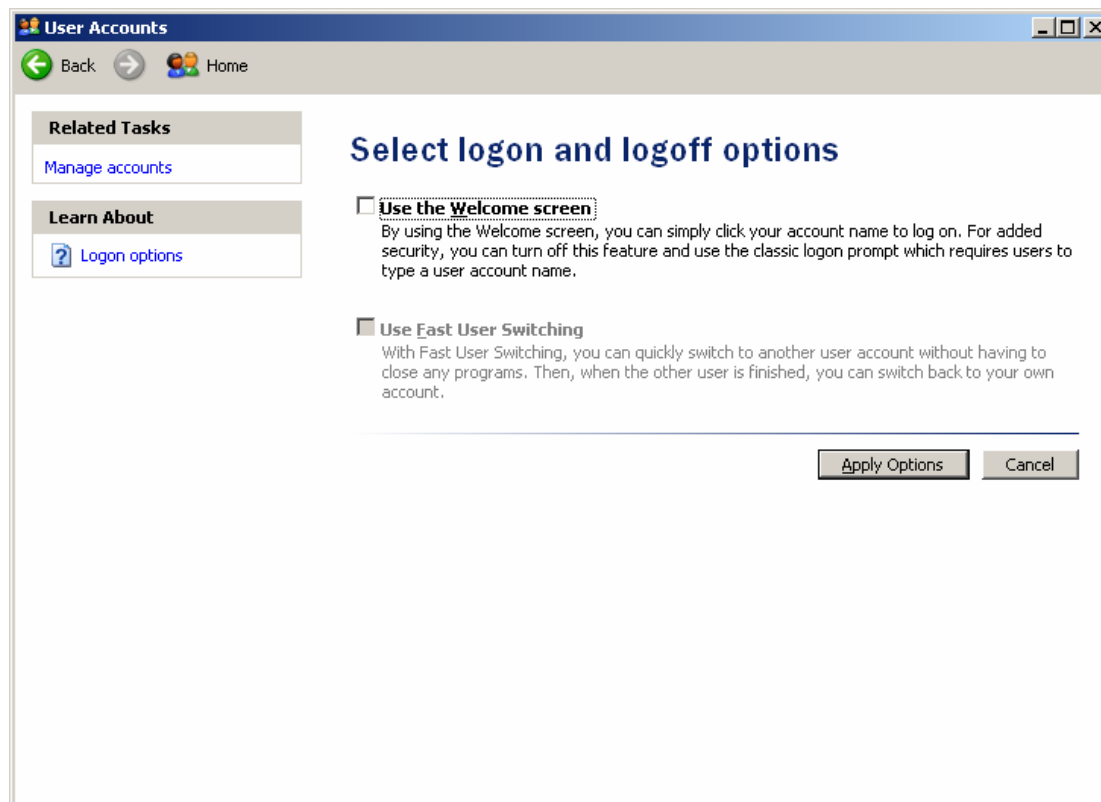 User Accounts
Back Home
Related Tasks
Manage accounts
Learn About
Logon options
Select logon and logoff options
Use the Welcome screen
By using the Welcome screen, you can simply click your account name to log on. For added
security, you can turn off this feature and use the classic logon prompt which requires users to
type a user account name.
Use Fast User Switching
With Fast User Switching, you can quickly switch to another user account without having to
close any programs. Then, when the other user is finished, you can switch back to your own
account.
Apply Options Cancel